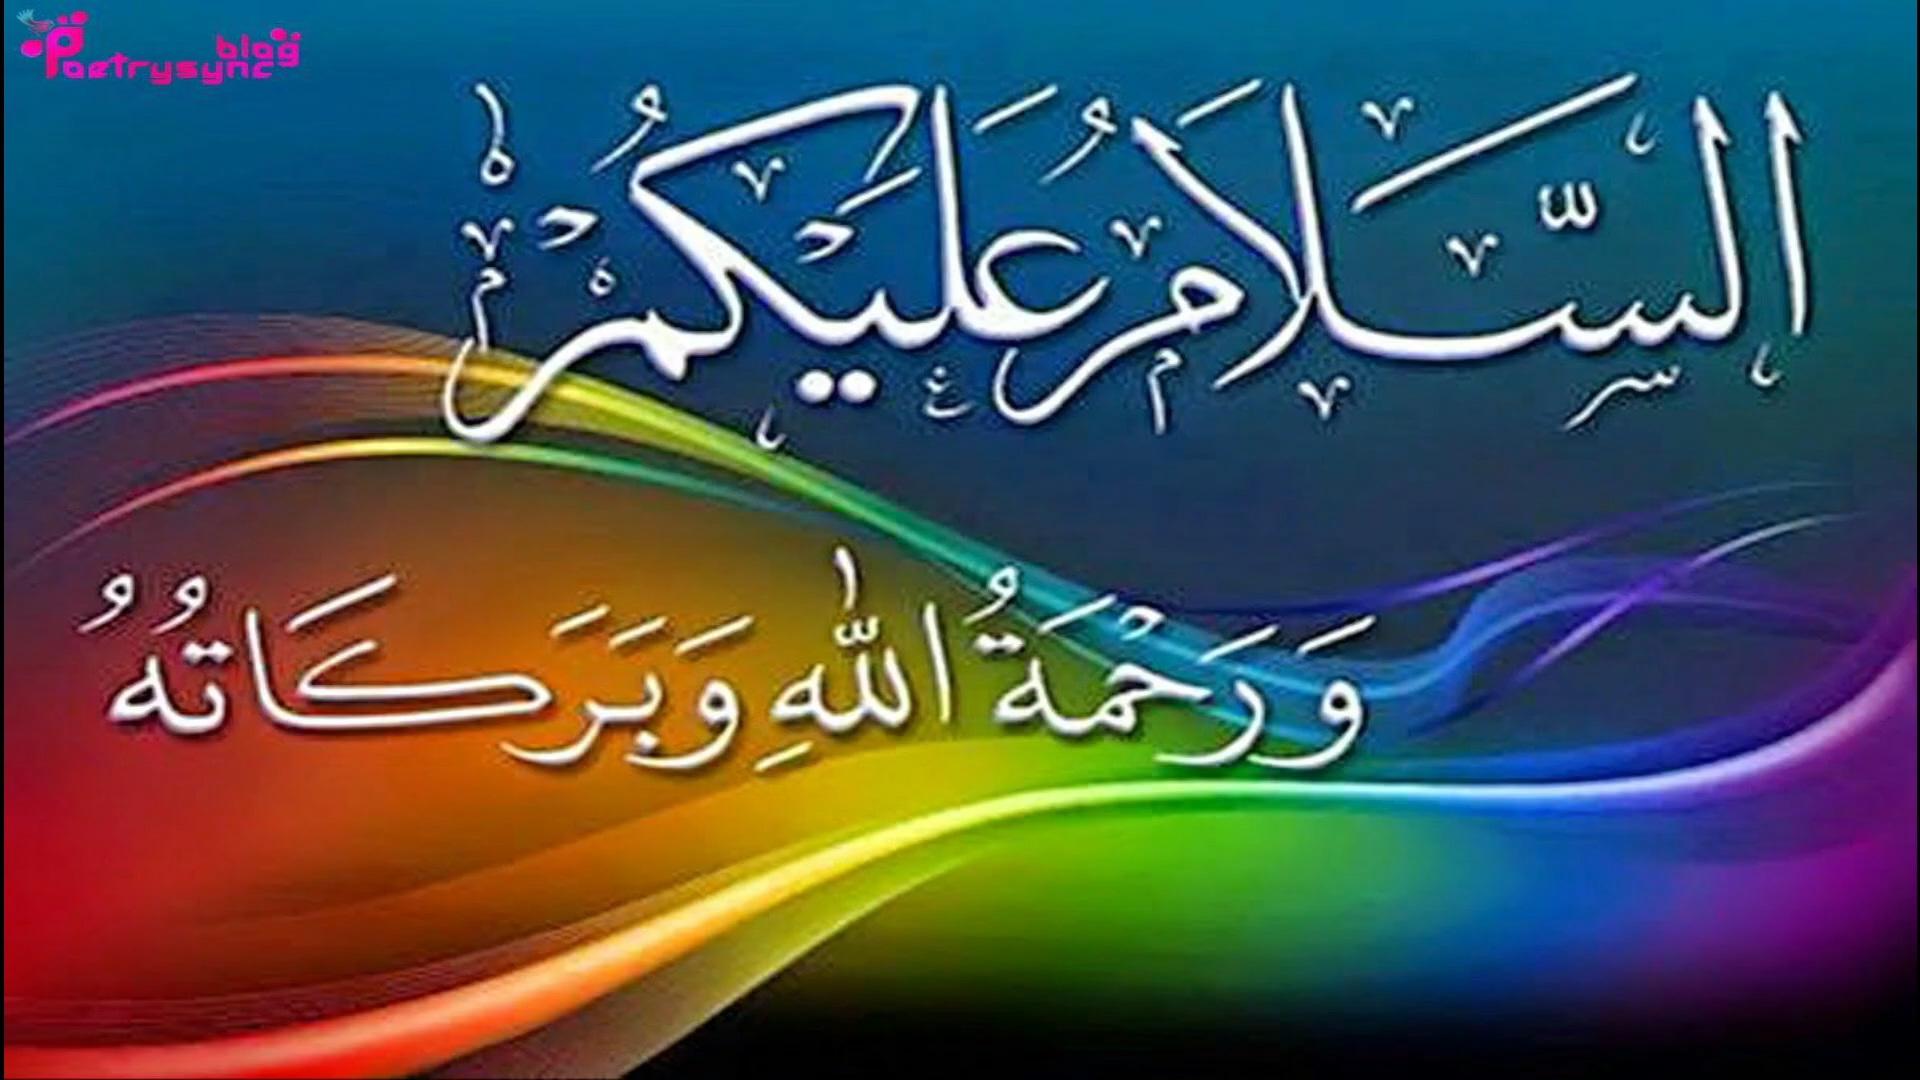 Poetrysync blog
السَّلَامُ عَلَيْكُمْ
وَرَحْمَةُ اللهِ وَبَرَكَاتُهُ